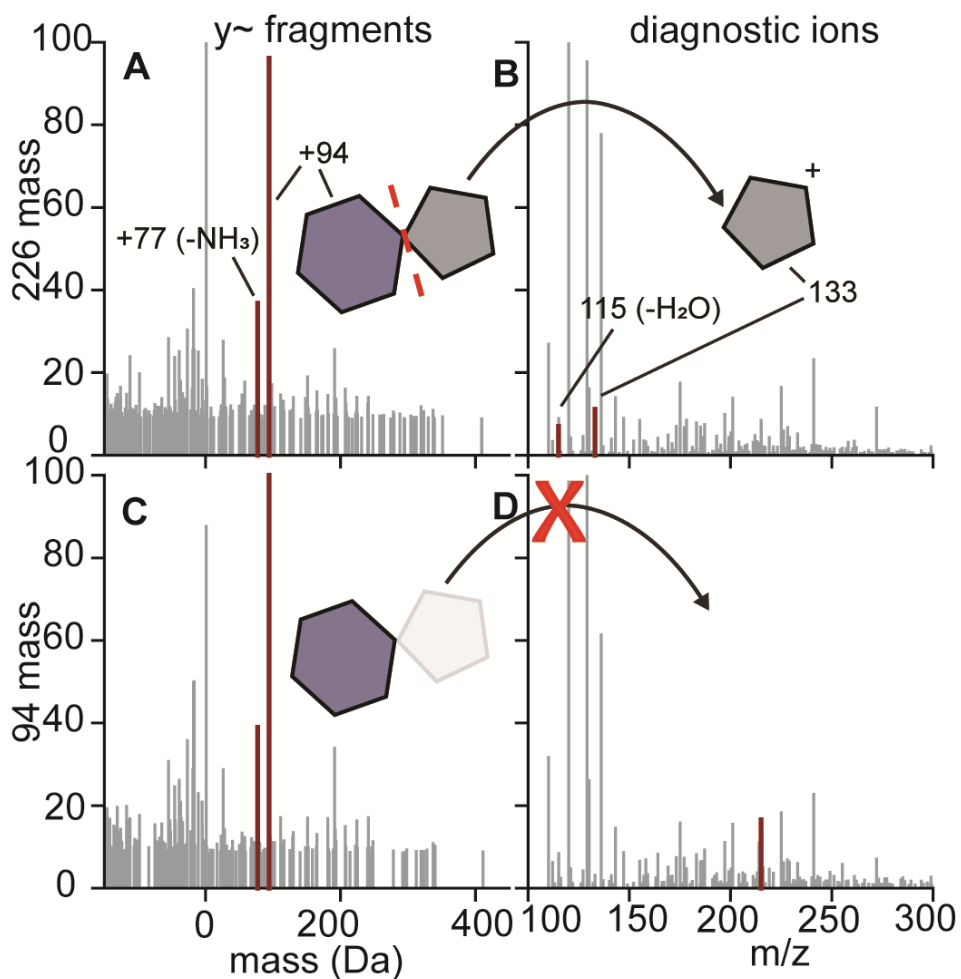 y~ fragments
diagnostic ions
A
100
80
60
240
20
0
226 mass
+94
+77 (-NH₃)
B
+
133
115 (-H₂O)
C
100
80
60
40
20
0
94 mass
0
200
400
mass (Da)
D
X
100
150
200
250
300
m/z